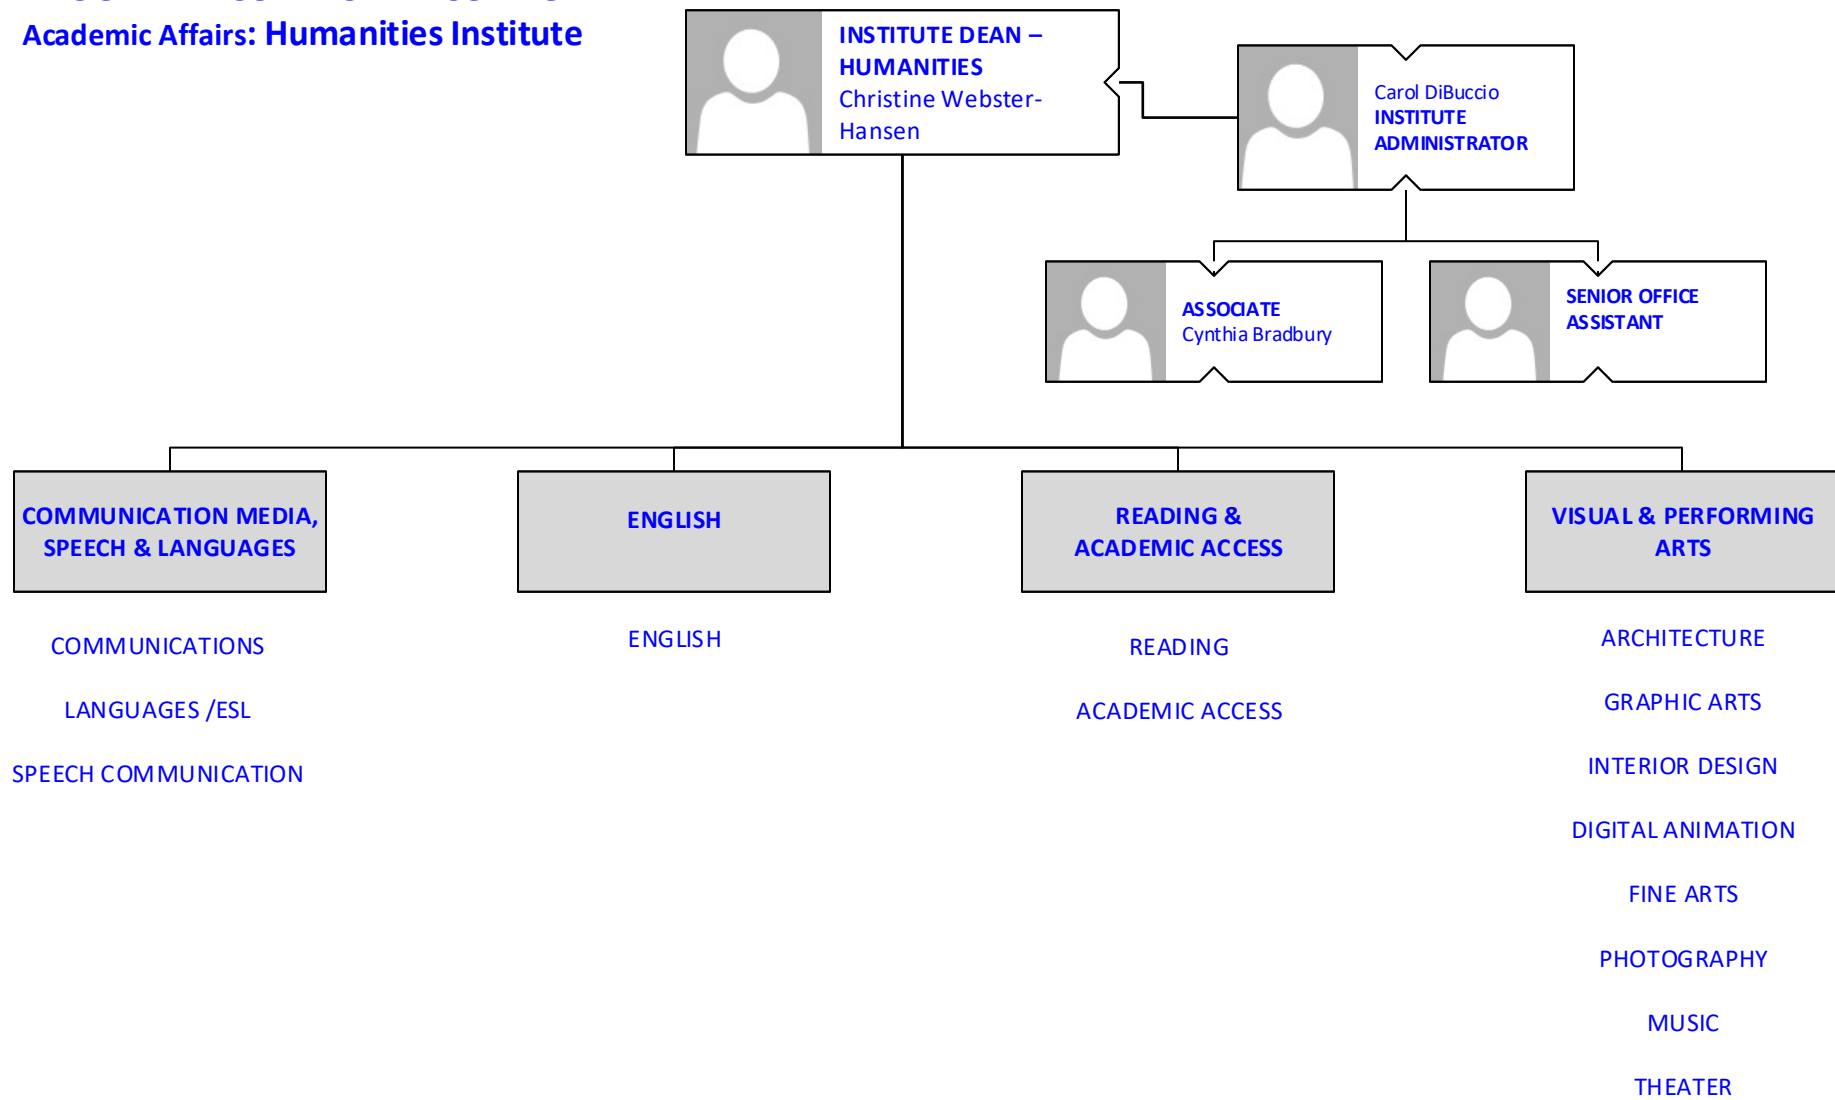 Academic Affairs: Humanities Institute
INSTITUTE DEAN –
HUMANITIES
Christine Webster-
Hansen
Carol DiBuccio
INSTITUTE
ADMINISTRATOR
ASSOCIATE
Cynthia Bradbury
SENIOR OFFICE
ASSISTANT
COMMUNICATION MEDIA,
SPEECH & LANGUAGES
ENGLISH
READING &
ACADEMIC ACCESS
VISUAL & PERFORMING
ARTS
COMMUNICATIONS
LANGUAGES /ESL
SPEECH COMMUNICATION
ENGLISH
READING
ACADEMIC ACCESS
ARCHITECTURE
GRAPHIC ARTS
INTERIOR DESIGN
DIGITAL ANIMATION
FINE ARTS
PHOTOGRAPHY
MUSIC
THEATER